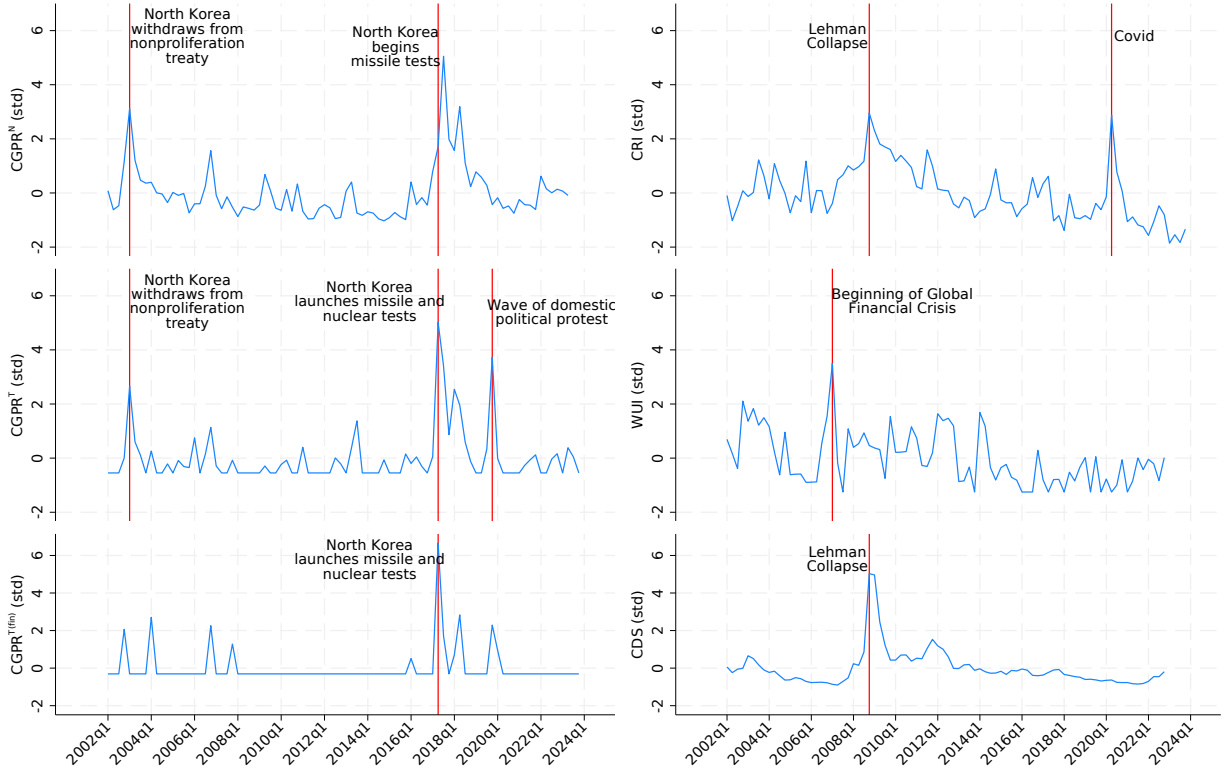 North Korea
withdraws from
nonproliferation
treaty
North Korea
begins
missile tests
CGPRᴺ (std)
6
4
2
0
-2
Lehman
Collapse
Covid
CRI (std)
6
4
2
0
-2
North Korea
withdraws from
nonproliferation
treaty
North Korea
launches missile and
nuclear tests
Wave of domestic
political protest
CGPRᵀ (std)
6
4
2
0
-2
Beginning of Global
Financial Crisis
WUI (std)
6
4
2
0
-2
North Korea
launches missile and
nuclear tests
CGPRᵀ⁽ᶠⁱⁿ⁾ (std)
6
4
2
0
-2
2002q1 2004q1 2006q1 2008q1 2010q1 2012q1 2014q1 2016q1 2018q1 2020q1 2022q1 2024q1
Lehman
Collapse
CDS (std)
6
4
2
0
-2
2002q1 2004q1 2006q1 2008q1 2010q1 2012q1 2014q1 2016q1 2018q1 2020q1 2022q1 2024q1